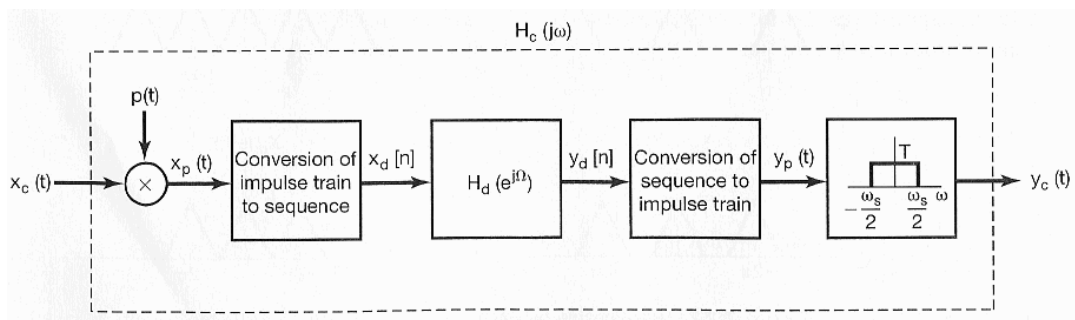 H_c (jω)
p(t)
x_c (t)
×
x_p (t)
Conversion of
impulse train
to sequence
x_d [n]
H_d (e^{jΩ})
y_d [n]
Conversion of
sequence to
impulse train
y_p (t)
T
-ω_s/2
ω_s/2
ω
y_c (t)